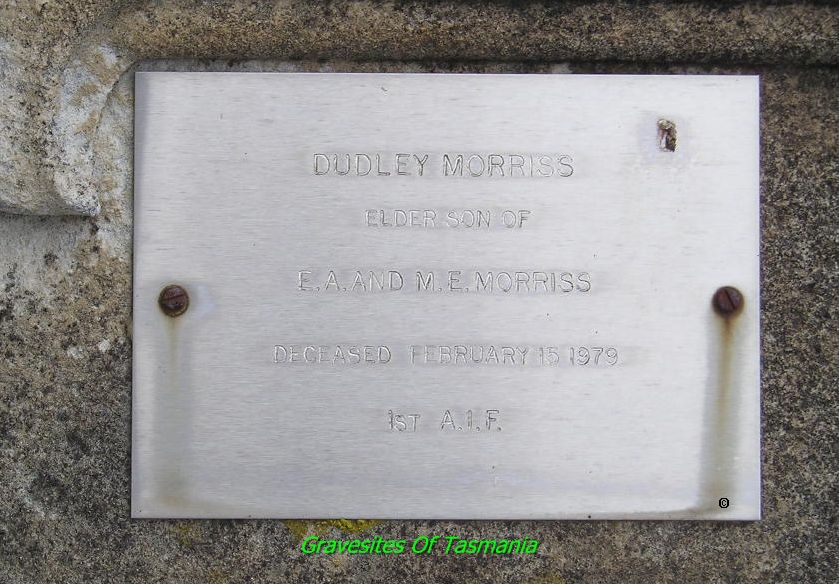 DUDLEY MORRISS
ELDER SON OF
E.A. AND M.E. MORRISS
DECEASED FEBRUARY 15 1979
1ST A.I.F.
©
Gravesites Of Tasmania